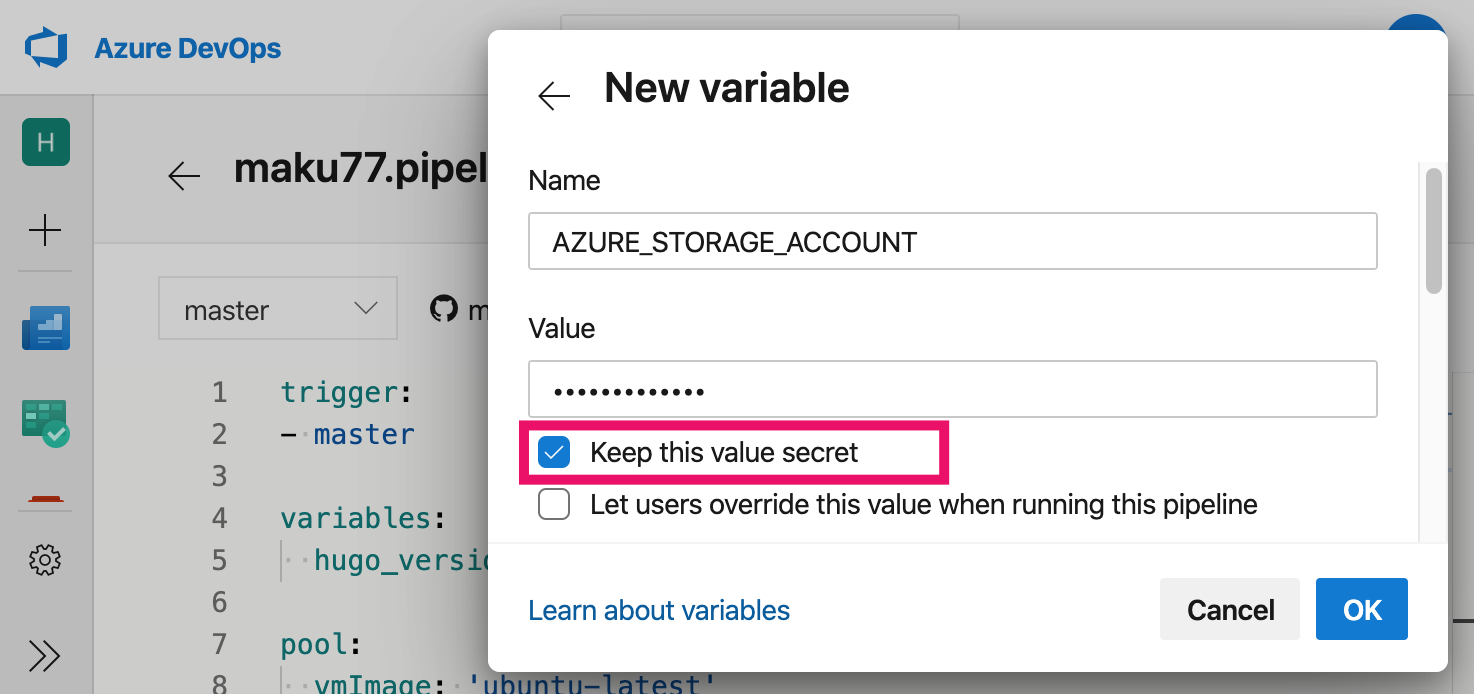 Azure DevOps
H
maku77.pipel
master
m
1 trigger:
2 - master
3
4 variables:
5 hugo_versio
6
7 pool:
8 vmImage: 'ubuntu-latest'
New variable
Name
AZURE_STORAGE_ACCOUNT
Value
•••••••••••••
Keep this value secret
Let users override this value when running this pipeline
Learn about variables
Cancel
OK